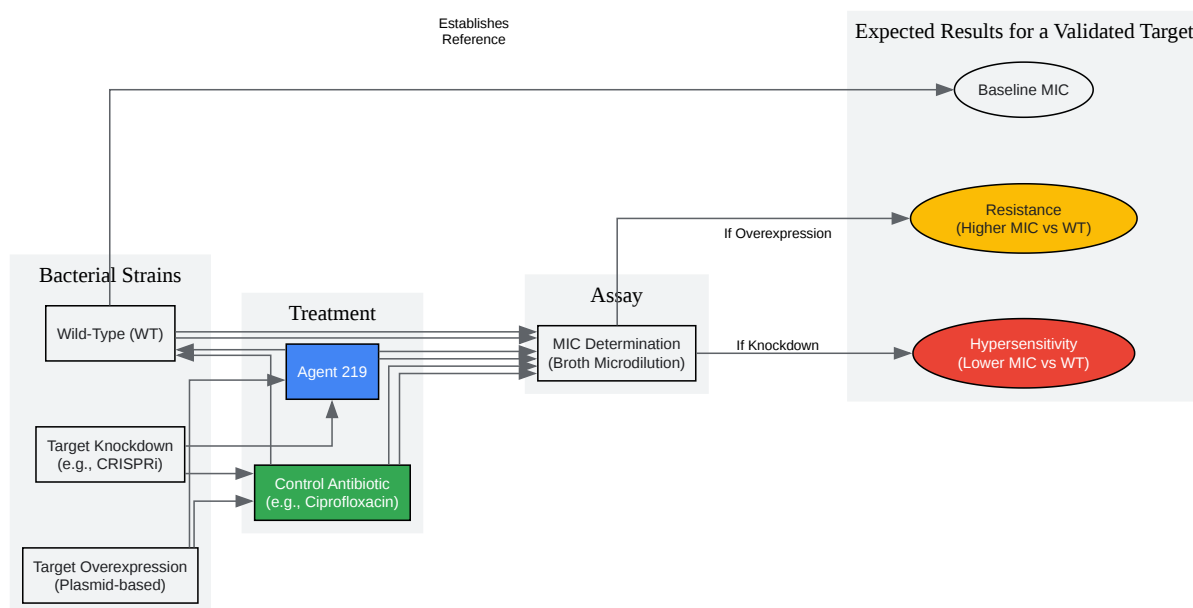 Establishes
Reference
Expected Results for a Validated Target
Baseline MIC
Resistance
(Higher MIC vs WT)
If Overexpression
Bacterial Strains
Treatment
Assay
Wild-Type (WT)
MIC Determination
(Broth Microdilution)
If Knockdown
Hypersensitivity
(Lower MIC vs WT)
Agent 219
Target Knockdown
(e.g., CRISPRi)
Control Antibiotic
(e.g., Ciprofloxacin)
Target Overexpression
(Plasmid-based)